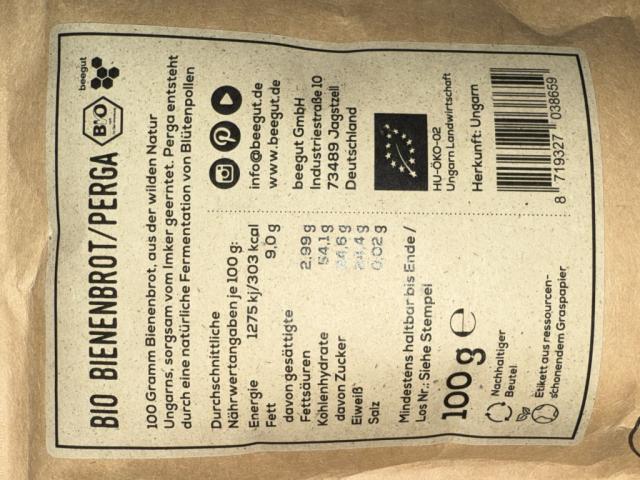 BIO BIENENBROT/PERGA
BIO
beegut
100 Gramm Bienenbrot, aus der wilden Natur
Ungarns, sorgsam vom Imker geerntet. Perga entsteht
durch eine natürliche Fermentation von Blütenpollen
Durchschnittliche
Nährwertangaben je 100 g:
Energie 1275 kj/303 kcal
Fett 9,0 g
davon gesättigte
Fettsäuren 2,99 g
Kohlenhydrate 54,1 g
davon Zucker
Eiweiß
Salz 0,02 g
Mindestens haltbar bis Ende /
Los Nr.: Siehe Stempel
100 g e
Nachhaltiger
Beutel
Etikett aus ressourcen-
schonendem Graspapier
info@beegut.de
www.beegut.de
beegut GmbH
Industriestraße 10
73489 Jagstzell
Deutschland
HU-ÖKO-02
Ungarn Landwirtschaft
Herkunft: Ungarn
8 719327 038659